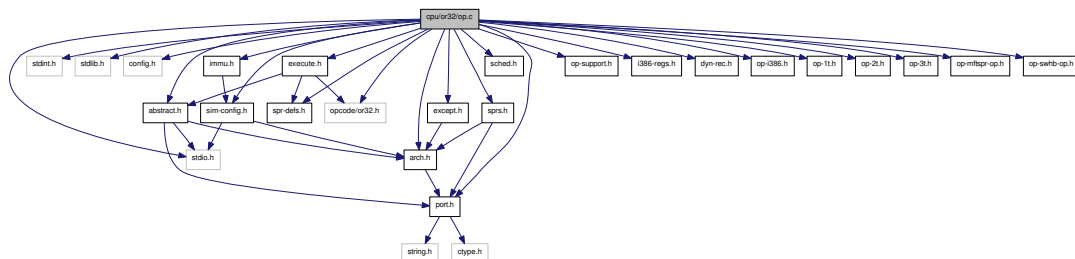 cpu/or32/op.c
stdint.h
stdlib.h
config.h
immu.h
execute.h
sched.h
op-support.h
i386-regs.h
dyn-rec.h
op-i386.h
op-1t.h
op-2t.h
op-3t.h
op-mftspr-op.h
op-swhb-op.h
abstract.h
sim-config.h
spr-defs.h
opcode/or32.h
except.h
sprs.h
stdio.h
arch.h
port.h
string.h
ctype.h